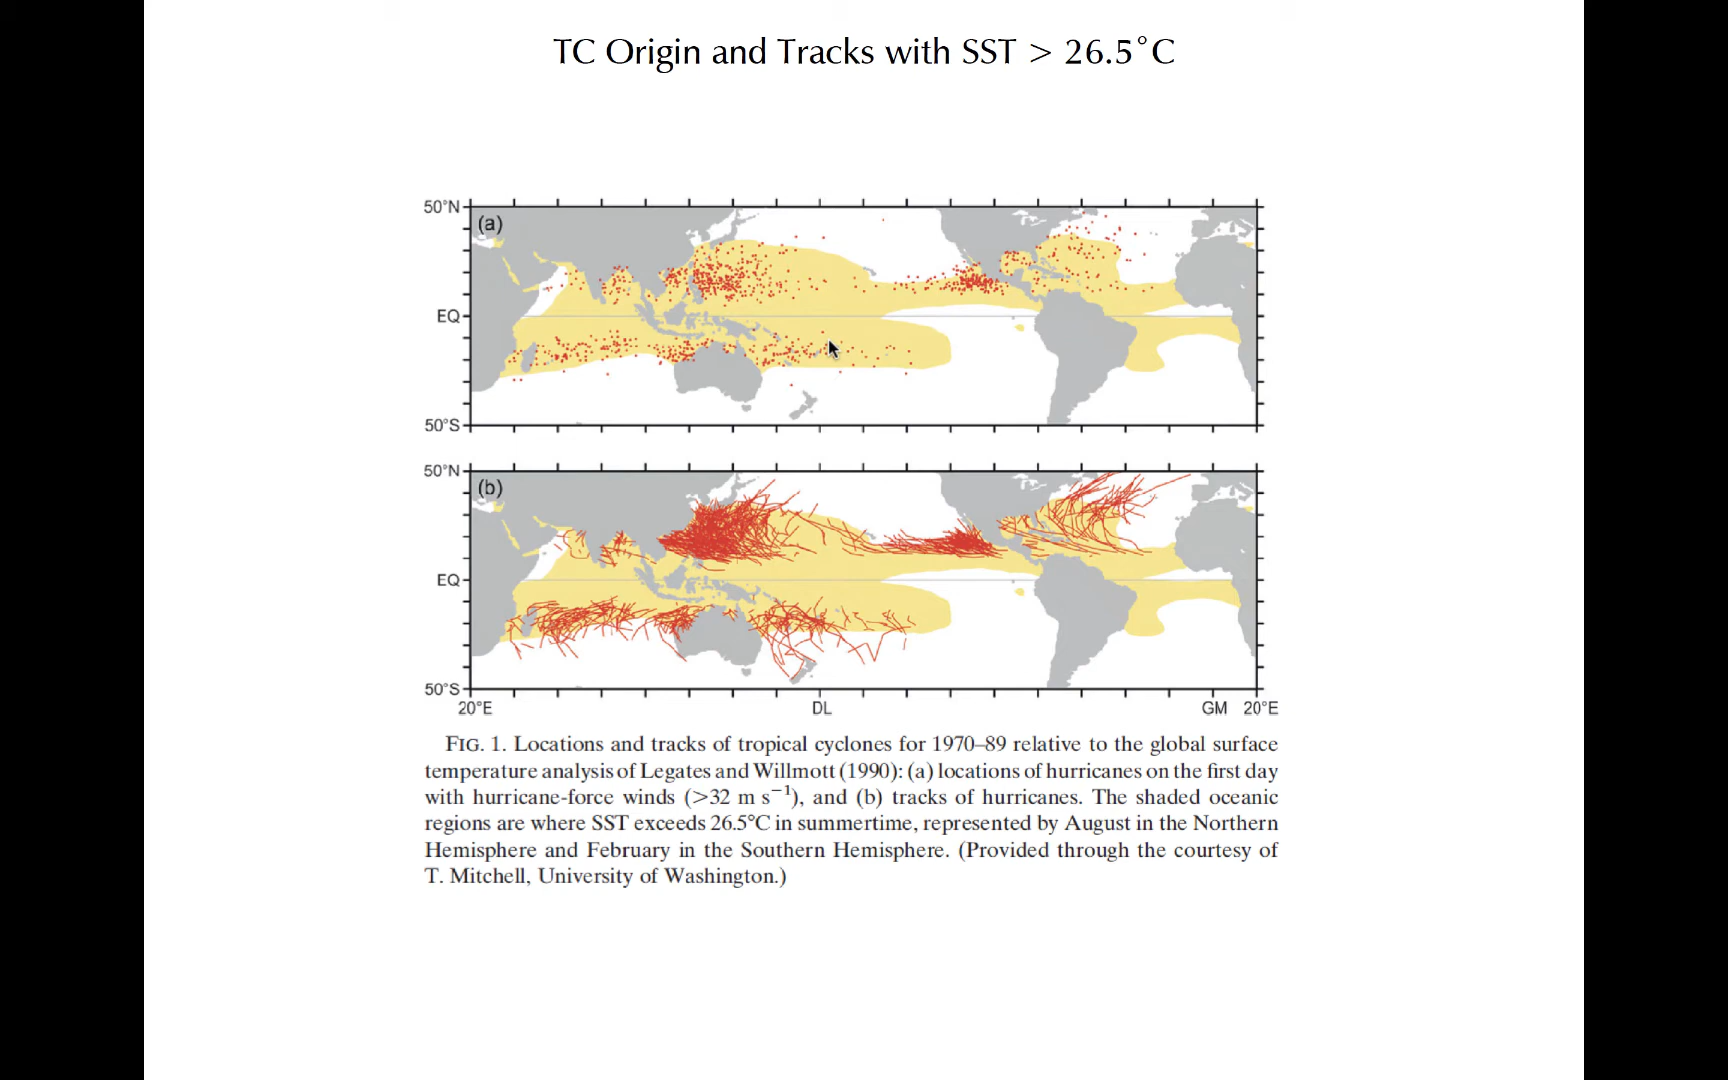 TC Origin and Tracks with SST > 26.5°C
50°N
(a)
EQ
50°S
50°N
(b)
EQ
50°S
20°E DL GM 20°E
FIG. 1. Locations and tracks of tropical cyclones for 1970–89 relative to the global surface
temperature analysis of Legates and Willmott (1990): (a) locations of hurricanes on the first day
with hurricane-force winds (>32 m s⁻¹), and (b) tracks of hurricanes. The shaded oceanic
regions are where SST exceeds 26.5°C in summertime, represented by August in the Northern
Hemisphere and February in the Southern Hemisphere. (Provided through the courtesy of
T. Mitchell, University of Washington.)